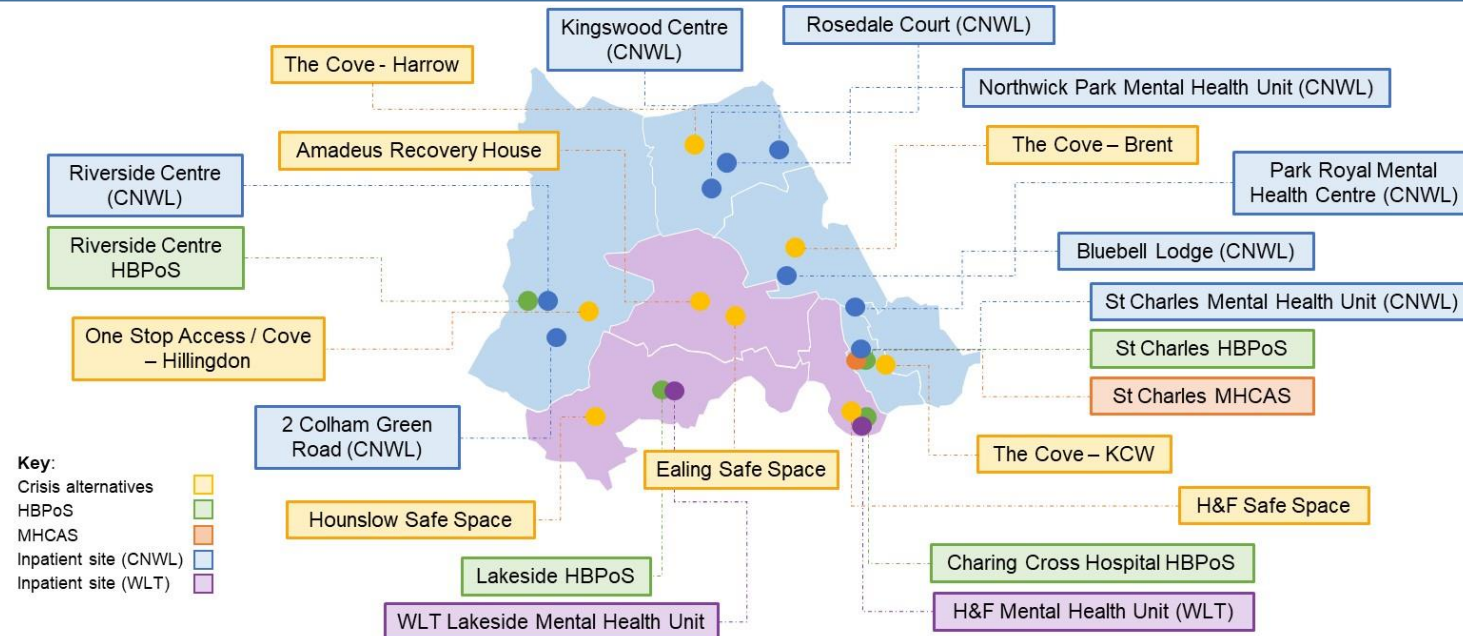 Kingswood Centre
(CNWL)
Rosedale Court (CNWL)
The Cove - Harrow
Northwick Park Mental Health Unit (CNWL)
Amadeus Recovery House
The Cove – Brent
Riverside Centre
(CNWL)
Park Royal Mental
Health Centre (CNWL)
Riverside Centre
HBPoS
Bluebell Lodge (CNWL)
St Charles Mental Health Unit (CNWL)
One Stop Access / Cove
– Hillingdon
St Charles HBPoS
St Charles MHCAS
2 Colham Green
Road (CNWL)
The Cove – KCW
Ealing Safe Space
Hounslow Safe Space
H&F Safe Space
Lakeside HBPoS
Charing Cross Hospital HBPoS
WLT Lakeside Mental Health Unit
H&F Mental Health Unit (WLT)
Key:
Crisis alternatives
HBPoS
MHCAS
Inpatient site (CNWL)
Inpatient site (WLT)